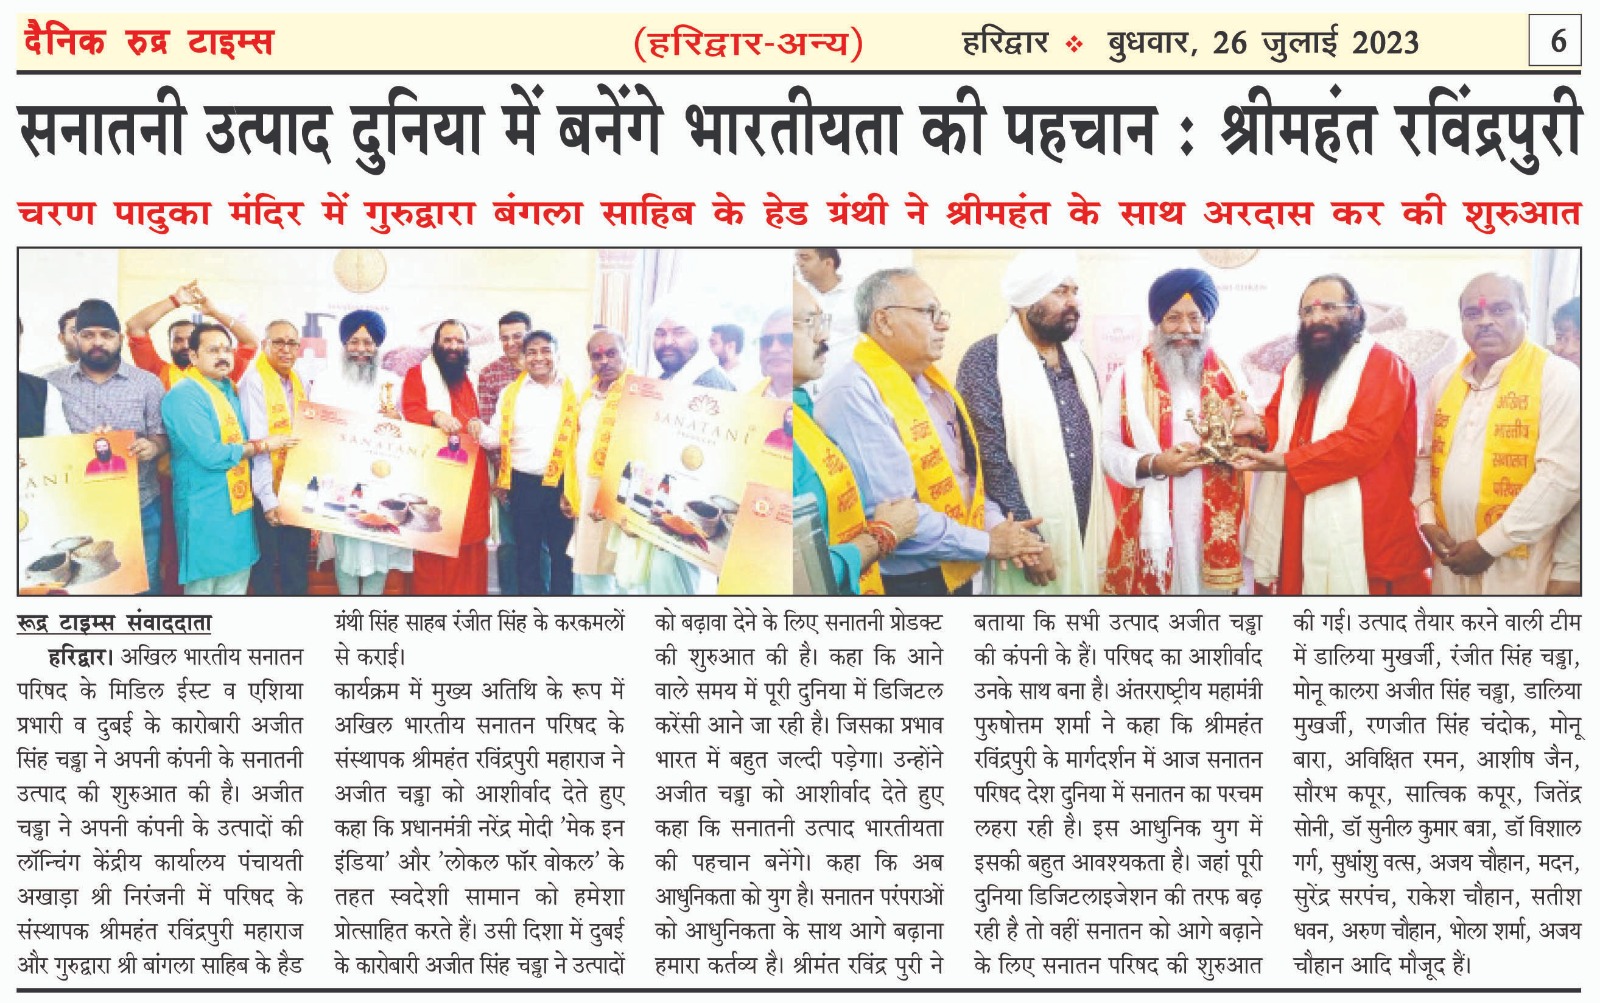 दैनिक रुद्र टाइम्स
(हरिद्वार-अन्य)
हरिद्वार ❖ बुधवार, 26 जुलाई 2023
6
सनातनी उत्पाद दुनिया में बनेंगे भारतीयता की पहचान : श्रीमहंत रविंद्रपुरी
चरण पादुका मंदिर में गुरुद्वारा बंगला साहिब के हेड ग्रंथी ने श्रीमहंत के साथ अरदास कर की शुरुआत
TANI
SANATANI
SANATANI
अखिल
भारतीय
सनातन
परिषद
रूद्र टाइम्स संवाददाता
हरिद्वार। अखिल भारतीय सनातन
परिषद के मिडिल ईस्ट व एशिया
प्रभारी व दुबई के कारोबारी अजीत
सिंह चड्ढा ने अपनी कंपनी के सनातनी
उत्पाद की शुरुआत की है। अजीत
चड्ढा ने अपनी कंपनी के उत्पादों की
लॉन्चिंग केंद्रीय कार्यालय पंचायती
अखाड़ा श्री निरंजनी में परिषद के
संस्थापक श्रीमहंत रविंद्रपुरी महाराज
और गुरुद्वारा श्री बांगला साहिब के हैड
ग्रंथी सिंह साहब रंजीत सिंह के करकमलों
से कराई।
कार्यक्रम में मुख्य अतिथि के रूप में
अखिल भारतीय सनातन परिषद के
संस्थापक श्रीमहंत रविंद्रपुरी महाराज ने
अजीत चड्ढा को आशीर्वाद देते हुए
कहा कि प्रधानमंत्री नरेंद्र मोदी 'मेक इन
इंडिया' और 'लोकल फॉर वोकल' के
तहत स्वदेशी सामान को हमेशा
प्रोत्साहित करते हैं। उसी दिशा में दुबई
के कारोबारी अजीत सिंह चड्ढा ने उत्पादों
को बढ़ावा देने के लिए सनातनी प्रोडक्ट
की शुरुआत की है। कहा कि आने
वाले समय में पूरी दुनिया में डिजिटल
करेंसी आने जा रही है। जिसका प्रभाव
भारत में बहुत जल्दी पड़ेगा। उन्होंने
अजीत चड्ढा को आशीर्वाद देते हुए
कहा कि सनातनी उत्पाद भारतीयता
की पहचान बनेंगे। कहा कि अब
आधुनिकता को युग है। सनातन परंपराओं
को आधुनिकता के साथ आगे बढ़ाना
हमारा कर्तव्य है। श्रीमंत रविंद्र पुरी ने
बताया कि सभी उत्पाद अजीत चड्ढा
की कंपनी के हैं। परिषद का आशीर्वाद
उनके साथ बना है। अंतरराष्ट्रीय महामंत्री
पुरुषोत्तम शर्मा ने कहा कि श्रीमहंत
रविंद्रपुरी के मार्गदर्शन में आज सनातन
परिषद देश दुनिया में सनातन का परचम
लहरा रही है। इस आधुनिक युग में
इसकी बहुत आवश्यकता है। जहां पूरी
दुनिया डिजिटलाइजेशन की तरफ बढ़
रही है तो वहीं सनातन को आगे बढ़ाने
के लिए सनातन परिषद की शुरुआत
की गई। उत्पाद तैयार करने वाली टीम
में डालिया मुखर्जी, रंजीत सिंह चड्ढा,
मोनू कालरा अजीत सिंह चड्ढा, डालिया
मुखर्जी, रणजीत सिंह चंदोक, मोनू
बारा, अविक्षित रमन, आशीष जैन,
सौरभ कपूर, सात्विक कपूर, जितेंद्र
सोनी, डॉ सुनील कुमार बत्रा, डॉ विशाल
गर्ग, सुधांशु वत्स, अजय चौहान, मदन,
सुरेंद्र सरपंच, राकेश चौहान, सतीश
धवन, अरुण चौहान, भोला शर्मा, अजय
चौहान आदि मौजूद हैं।